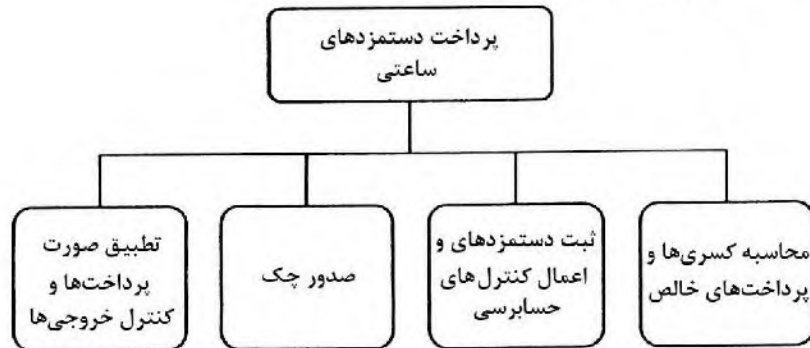 پرداخت دستمزدهای
ساعتی
محاسبه کسری‌ها و
پرداخت‌های خالص
ثبت دستمزدهای و
اعمال کنترل‌های
حسابرسی
صدور چک
تطبیق صورت
پرداخت‌ها و
کنترل خروجی‌ها